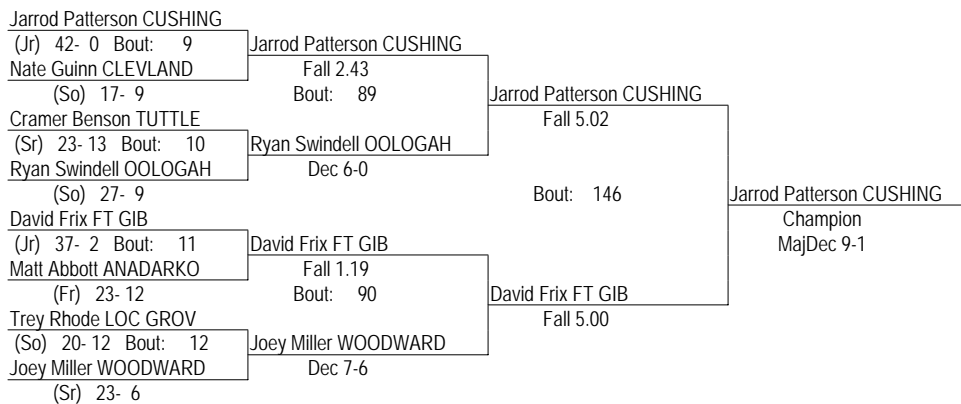 Jarrod Patterson CUSHING
(Jr) 42- 0 Bout: 9
Jarrod Patterson CUSHING
Nate Guinn CLEVLAND
Fall 2.43
(So) 17- 9
Bout: 89
Jarrod Patterson CUSHING
Cramer Benson TUTTLE
Fall 5.02
(Sr) 23- 13 Bout: 10
Ryan Swindell OOLOGAH
Ryan Swindell OOLOGAH
Dec 6-0
(So) 27- 9
Bout: 146
Jarrod Patterson CUSHING
David Frix FT GIB
Champion
(Jr) 37- 2 Bout: 11
David Frix FT GIB
MajDec 9-1
Matt Abbott ANADARKO
Fall 1.19
(Fr) 23- 12
Bout: 90
David Frix FT GIB
Trey Rhode LOC GROV
Fall 5.00
(So) 20- 12 Bout: 12
Joey Miller WOODWARD
Joey Miller WOODWARD
Dec 7-6
(Sr) 23- 6